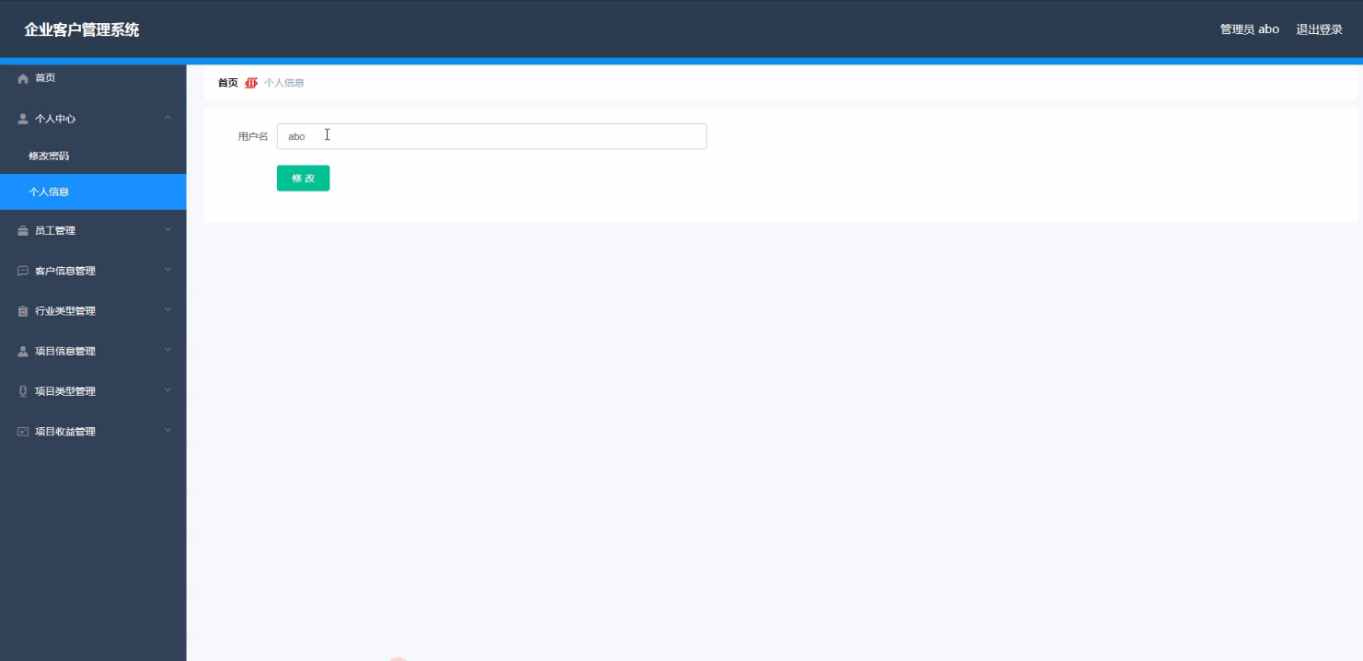 企业客户管理系统
管理员 abo 退出登录
首页
个人中心
修改密码
个人信息
员工管理
客户信息管理
行业类型管理
项目信息管理
项目类型管理
项目收益管理
首页 个人信息
用户名 abo
修 改